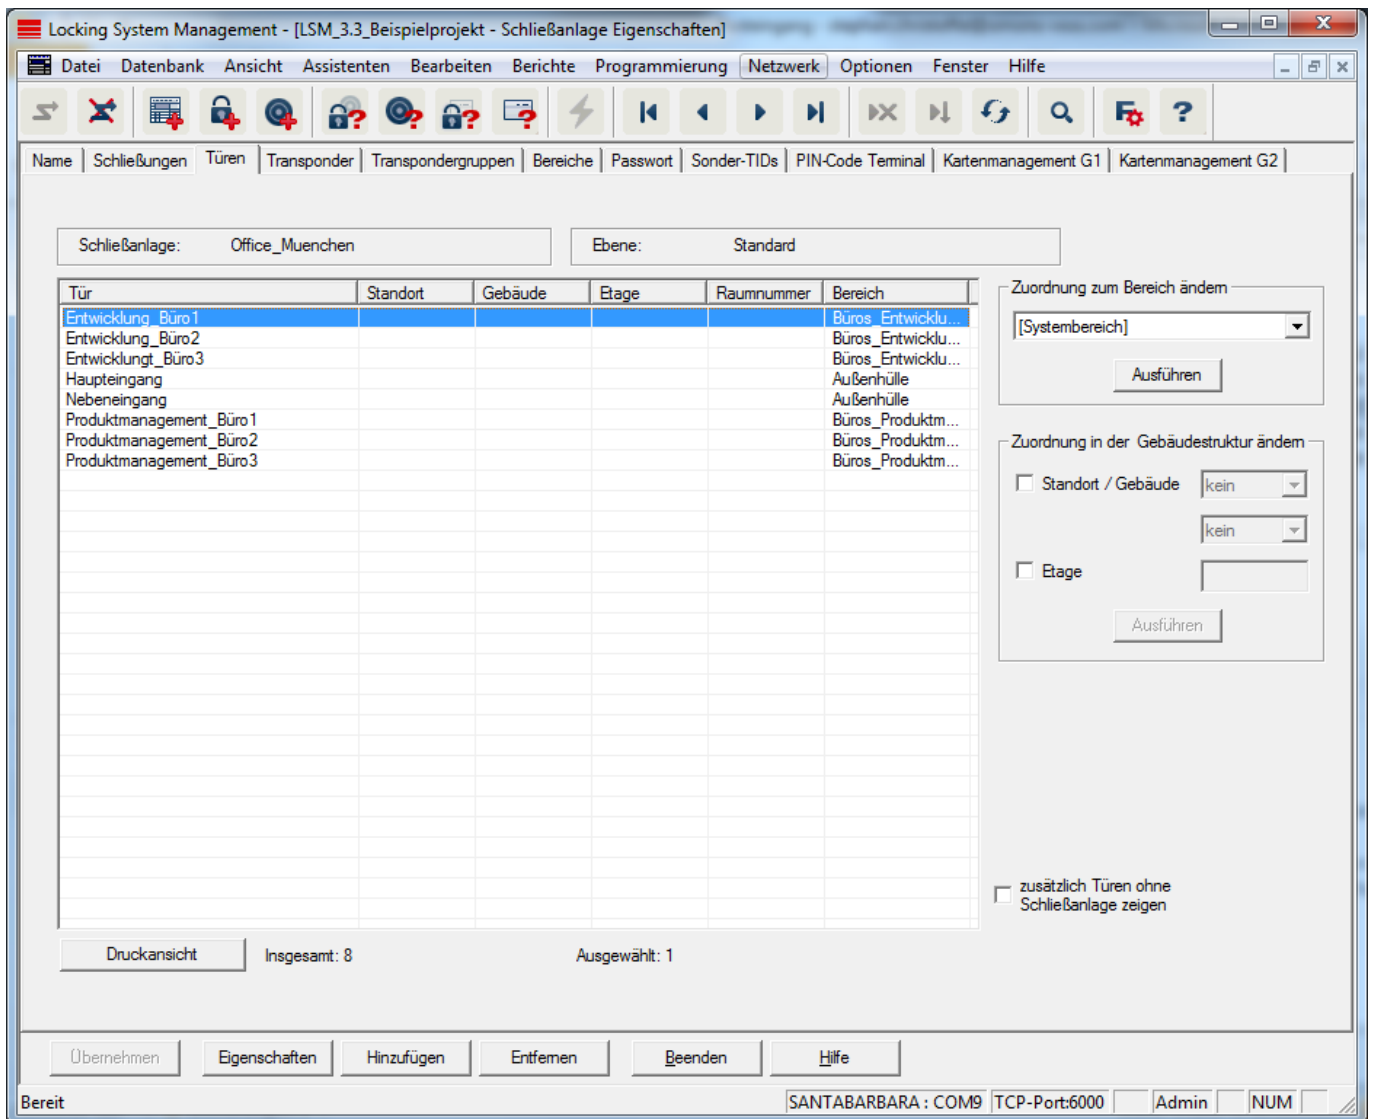 Locking System Management - [LSM_3.3_Beispielprojekt - Schließanlage Eigenschaften]
Datei Datenbank Ansicht Assistenten Bearbeiten Berichte Programmierung Netzwerk Optionen Fenster Hilfe
Name Schließungen Türen Transponder Transpondergruppen Bereiche Passwort Sonder-TIDs PIN-Code Terminal Kartenmanagement G1 Kartenmanagement G2
Schließanlage: Office_Muenchen Ebene: Standard
Tür Standort Gebäude Etage Raumnummer Bereich
Entwicklung_Büro1 Büros_Entwicklu...
Entwicklung_Büro2 Büros_Entwicklu...
Entwicklungt_Büro3 Büros_Entwicklu...
Haupteingang Außenhülle
Nebeneingang Außenhülle
Produktmanagement_Büro1 Büros_Produktm...
Produktmanagement_Büro2 Büros_Produktm...
Produktmanagement_Büro3 Büros_Produktm...
Zuordnung zum Bereich ändern
[Systembereich]
Ausführen
Zuordnung in der Gebäudestruktur ändern
Standort / Gebäude kein
kein
Etage
Ausführen
zusätzlich Türen ohne
Schließanlage zeigen
Druckansicht Insgesamt: 8 Ausgewählt: 1
Übernehmen Eigenschaften Hinzufügen Entfernen Beenden Hilfe
Bereit SANTABARBARA : COM9 TCP-Port:6000 Admin NUM